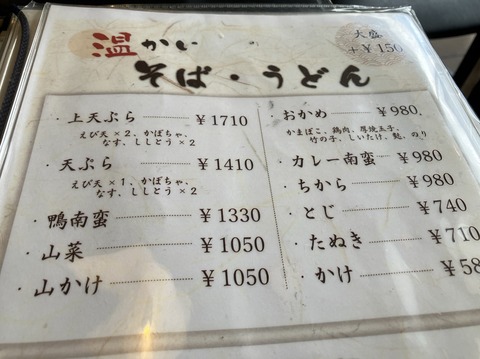 温かい
そば・うどん
大盛
+¥150
・上天ぷら ¥1710
えび天×2、かぼちゃ、
なす、ししとう×2
・天ぷら ¥1410
えび天×1、かぼちゃ、
なす、ししとう×2
・鴨南蛮 ¥1330
・山菜 ¥1050
・山かけ ¥1050
・おかめ ¥980
かまぼこ、鶏肉、厚焼玉子、
竹の子、しいたけ、麩、のり
・カレー南蛮 ¥980
・ちから ¥980
・とじ ¥740
・たぬき ¥710
・かけ ¥58